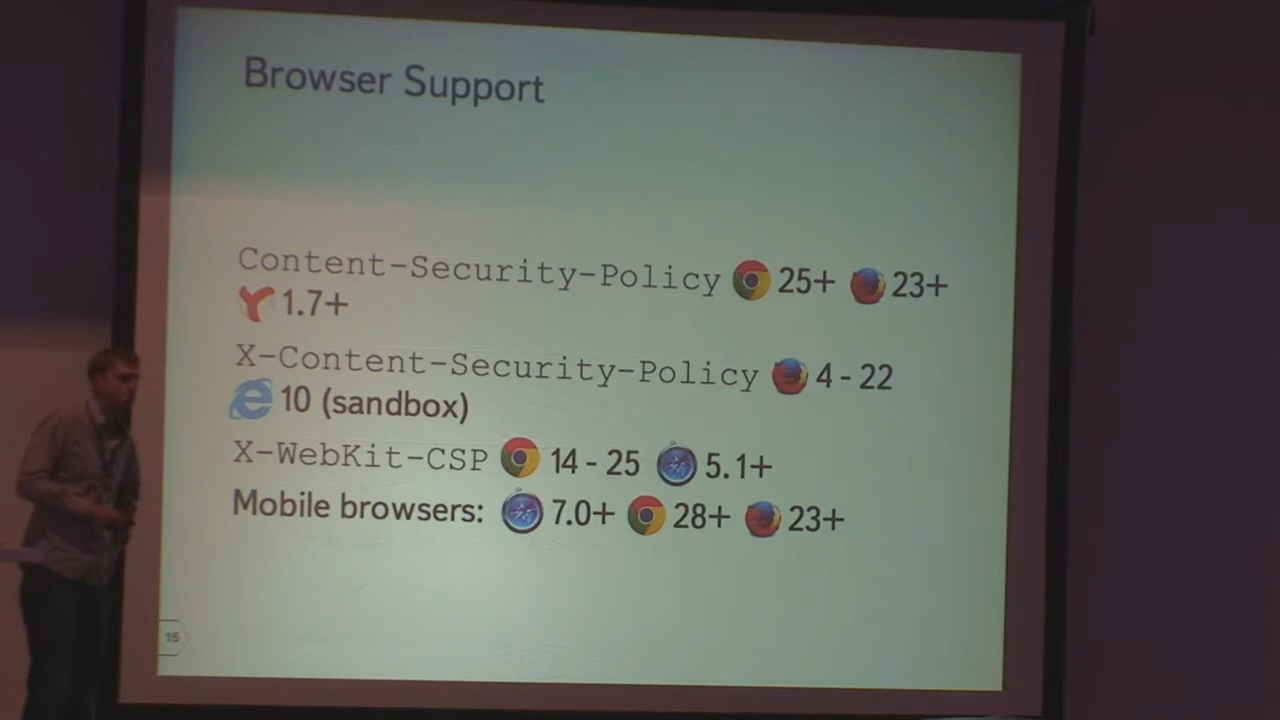 Browser Support
Content-Security-Policy 25+ 23+
1.7+
X-Content-Security-Policy 4 - 22
10 (sandbox)
X-WebKit-CSP 14 - 25 5.1+
Mobile browsers: 7.0+ 28+ 23+
15